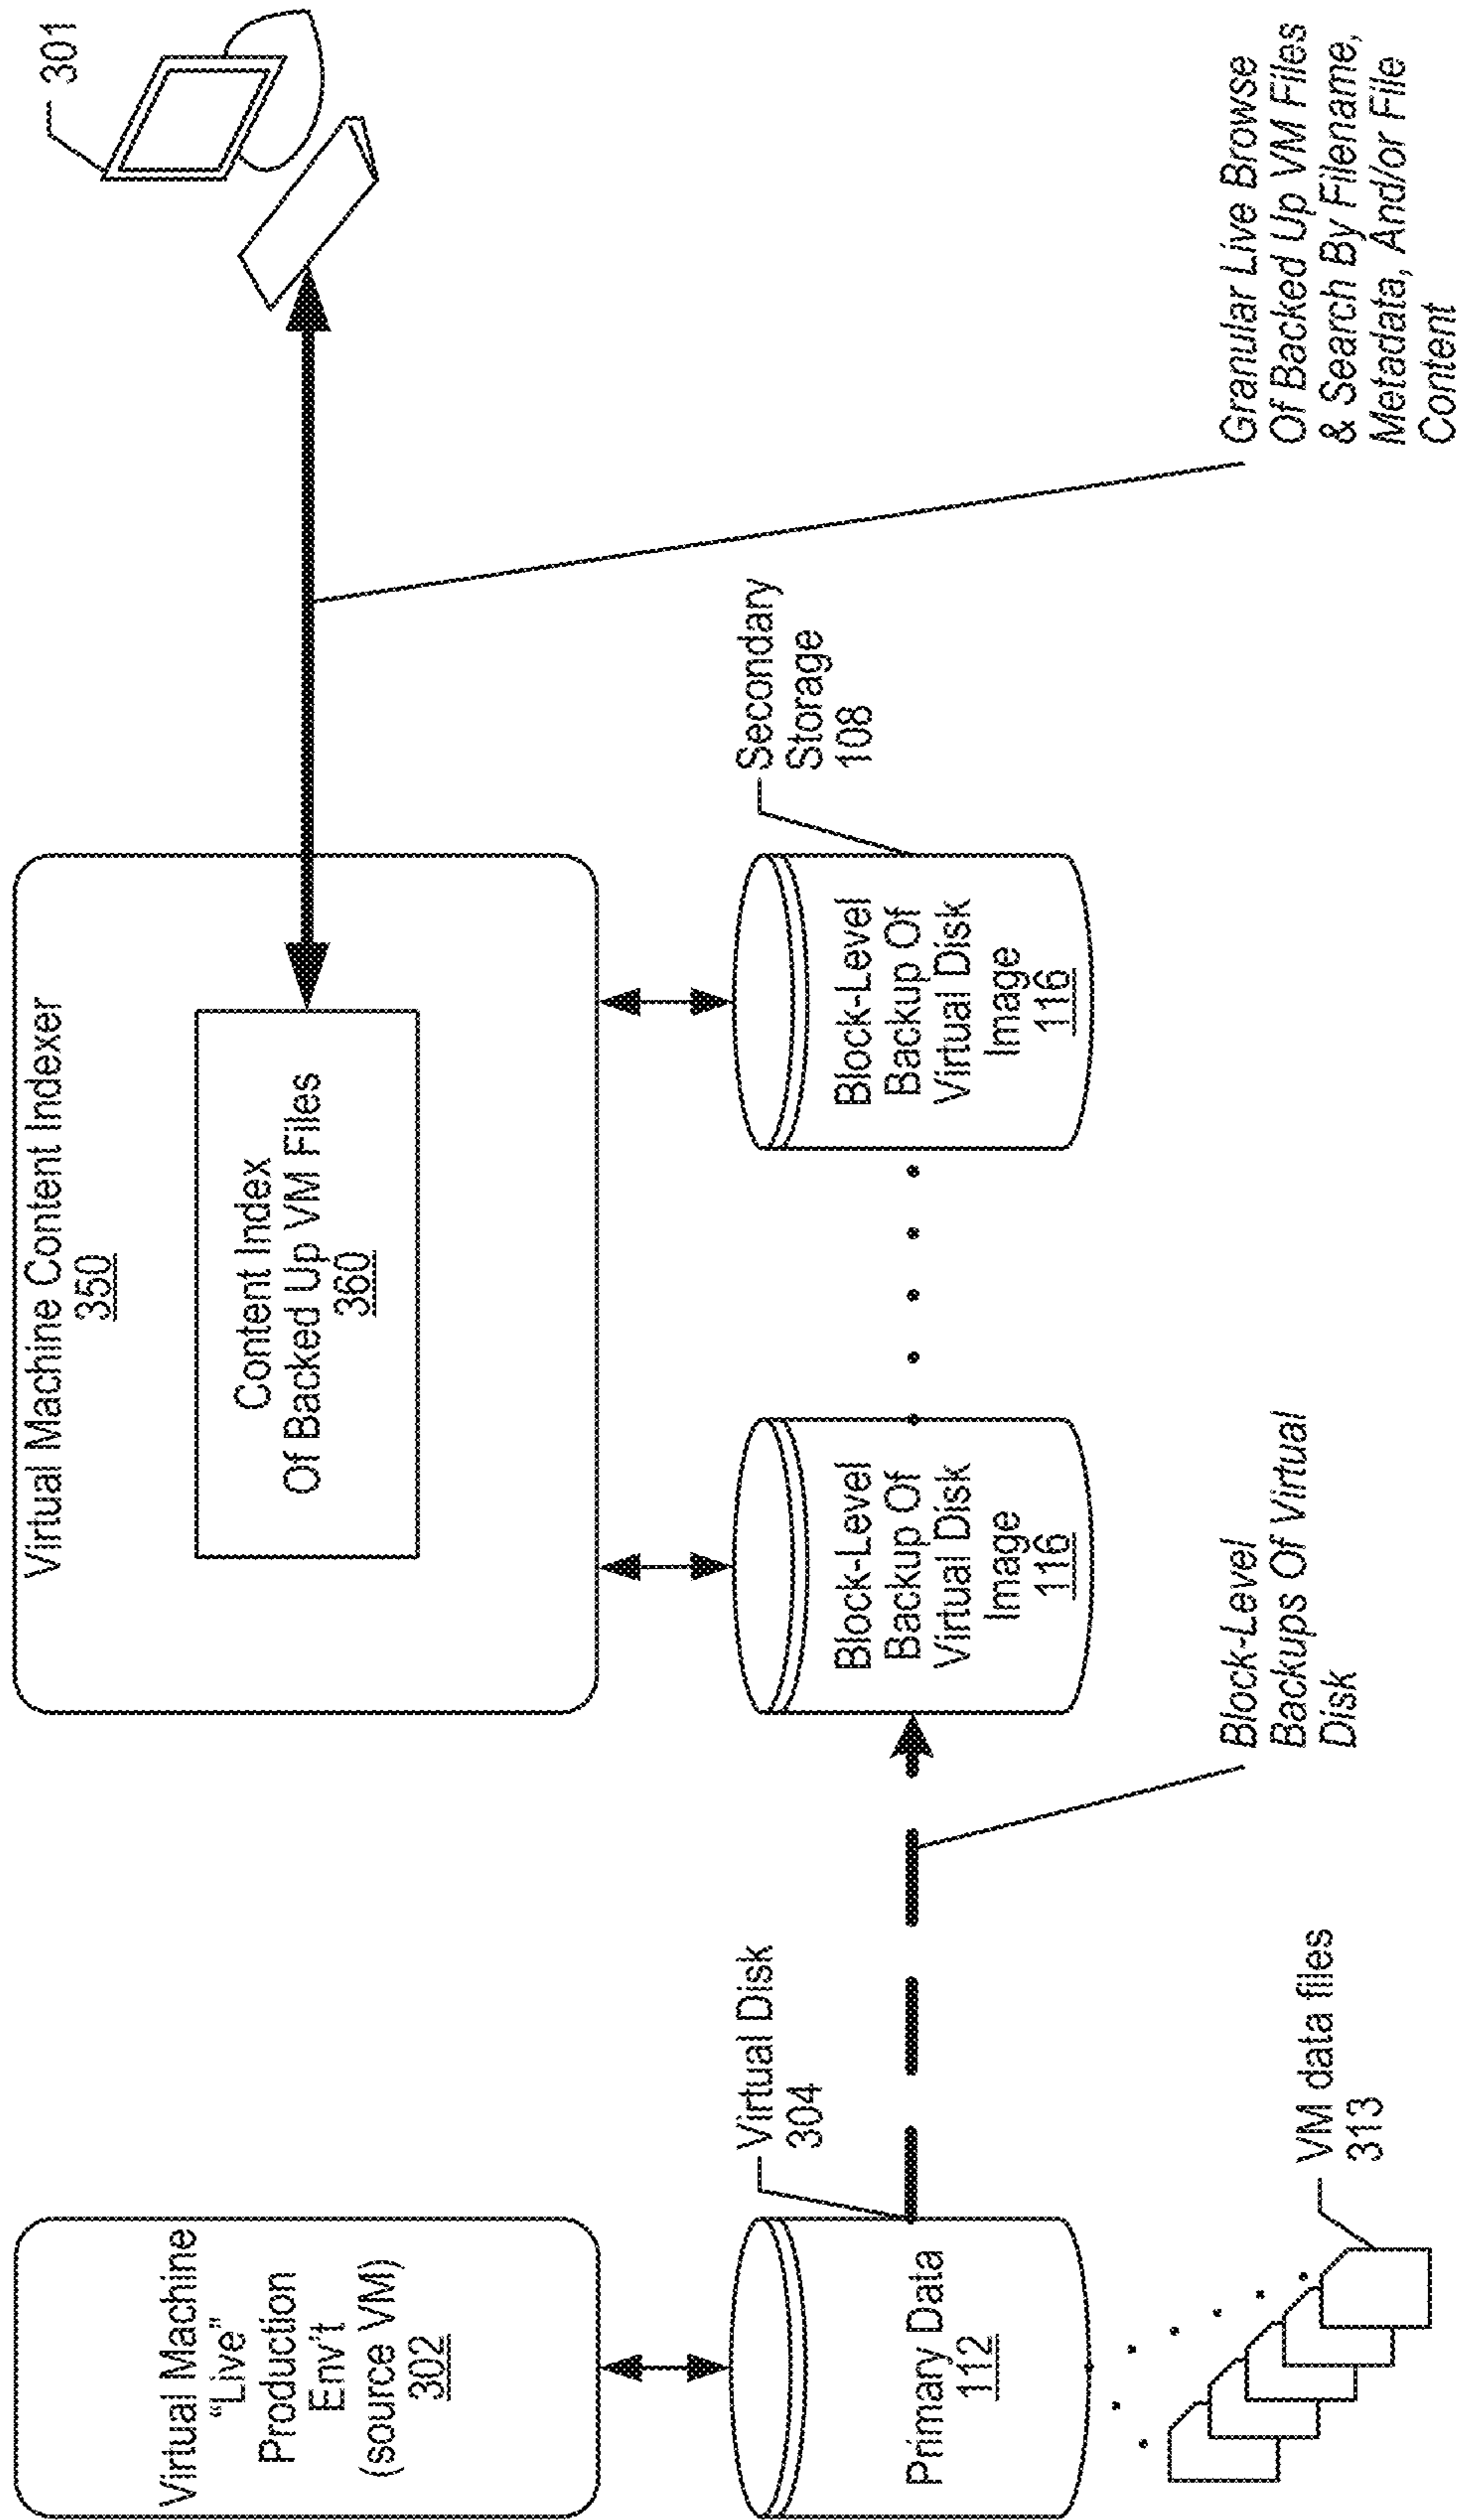 Virtual Machine
"Live"
Production
Env't
(source VM)
302
Virtual Machine Content Indexer
350
Content Index
Of Backed Up VM Files
360
301
Virtual Disk
304
Primary Data
112
Block-Level
Backup Of
Virtual Disk
Image
116
Block-Level
Backup Of
Virtual Disk
Image
116
Secondary
Storage
108
VM data files
313
Block-Level
Backups Of Virtual
Disk
Granular Live Browse
Of Backed Up VM Files
& Search By Filename,
Metadata, And/or File
Content